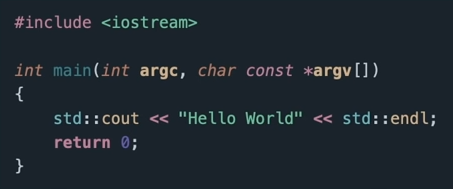 #include <iostream>

int main(int argc, char const *argv[])
{
    std::cout << "Hello World" << std::endl;
    return 0;
}